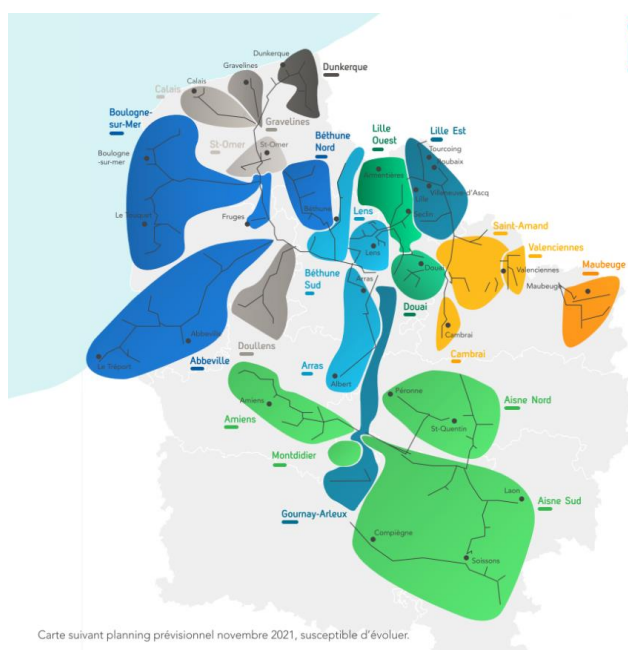 Dunkerque
Dunkerque
Gravelines
Calais
Calais
Boulogne-
sur-Mer
Gravelines
St-Omer
St-Omer
Béthune
Nord
Lille
Ouest
Lille Est
Tourcoing
Roubaix
Boulogne
-sur-mer
Armentières
Villeneuve d'Ascq
Lille
Le Touquet
Fruges
Béthune
Lens
Seclin
Saint-Amand
Lens
Valenciennes
Douai
Valenciennes
Maubeuge
Béthune
Sud
Arras
Maubeuge
Douai
Doullens
Abbeville
Cambrai
Cambrai
Le Tréport
Abbeville
Arras
Albert
Péronne
Amiens
Aisne Nord
Amiens
St-Quentin
Montdidier
Laon
Aisne Sud
Gournay-Arleux
Compiègne
Soissons
Carte suivant planning prévisionnel novembre 2021, susceptible d'évoluer.